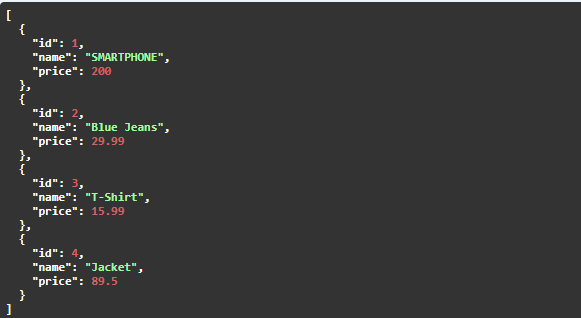 [
  {
    "id": 1,
    "name": "SMARTPHONE",
    "price": 200
  },
  {
    "id": 2,
    "name": "Blue Jeans",
    "price": 29.99
  },
  {
    "id": 3,
    "name": "T-Shirt",
    "price": 15.99
  },
  {
    "id": 4,
    "name": "Jacket",
    "price": 89.5
  }
]